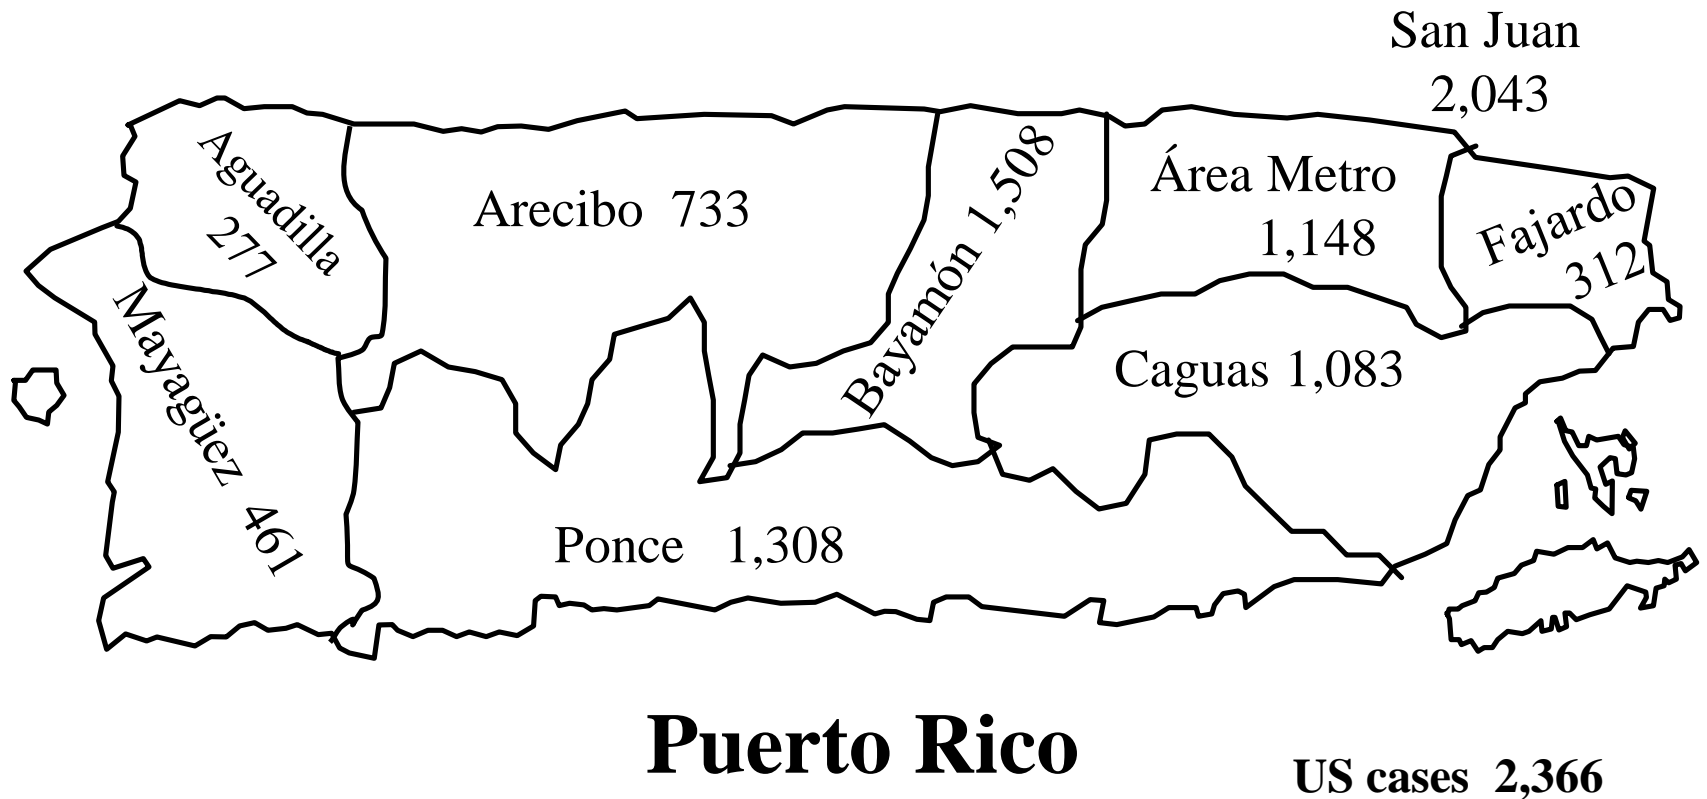 San Juan
2,043
Aguadilla
277
Arecibo 733
Bayamón 1,508
Área Metro
1,148
Fajardo
312
Mayagüez 461
Caguas 1,083
Ponce 1,308
Puerto Rico
US cases 2,366